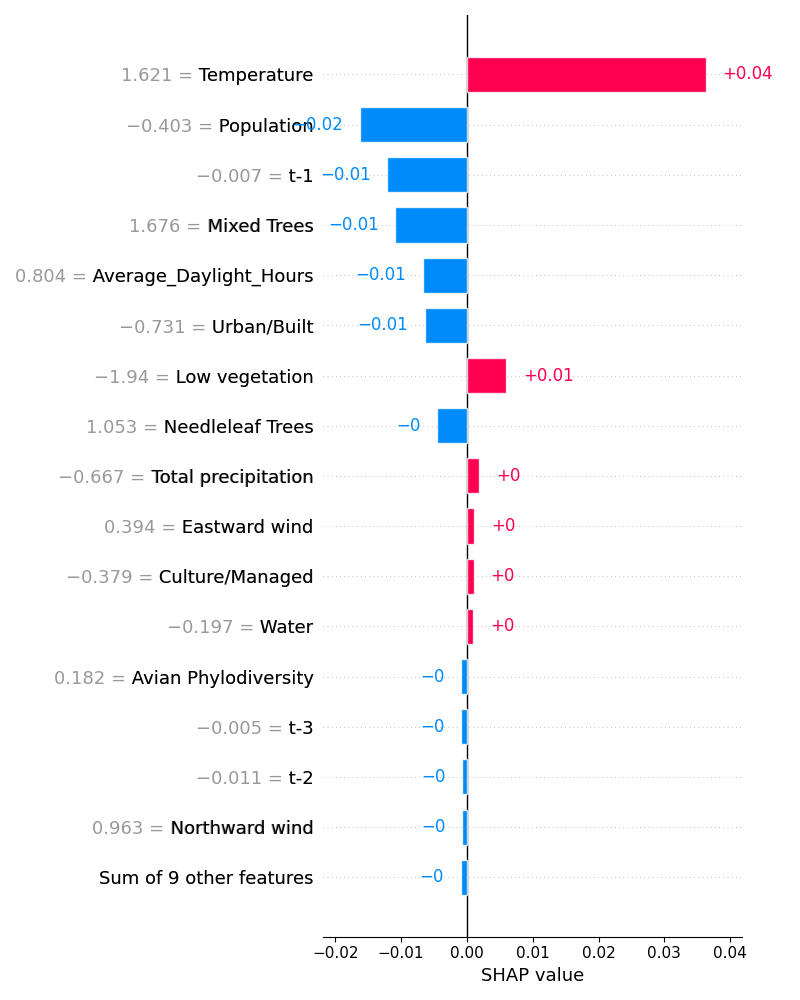 1.621 = Temperature +0.04
−0.403 = Population −0.02
−0.007 = t-1 −0.01
1.676 = Mixed Trees −0.01
0.804 = Average_Daylight_Hours −0.01
−0.731 = Urban/Built −0.01
−1.94 = Low vegetation +0.01
1.053 = Needleleaf Trees −0
−0.667 = Total precipitation +0
0.394 = Eastward wind +0
−0.379 = Culture/Managed +0
−0.197 = Water +0
0.182 = Avian Phylodiversity −0
−0.005 = t-3 −0
−0.011 = t-2 −0
0.963 = Northward wind −0
Sum of 9 other features −0
−0.02 −0.01 0.00 0.01 0.02 0.03 0.04
SHAP value